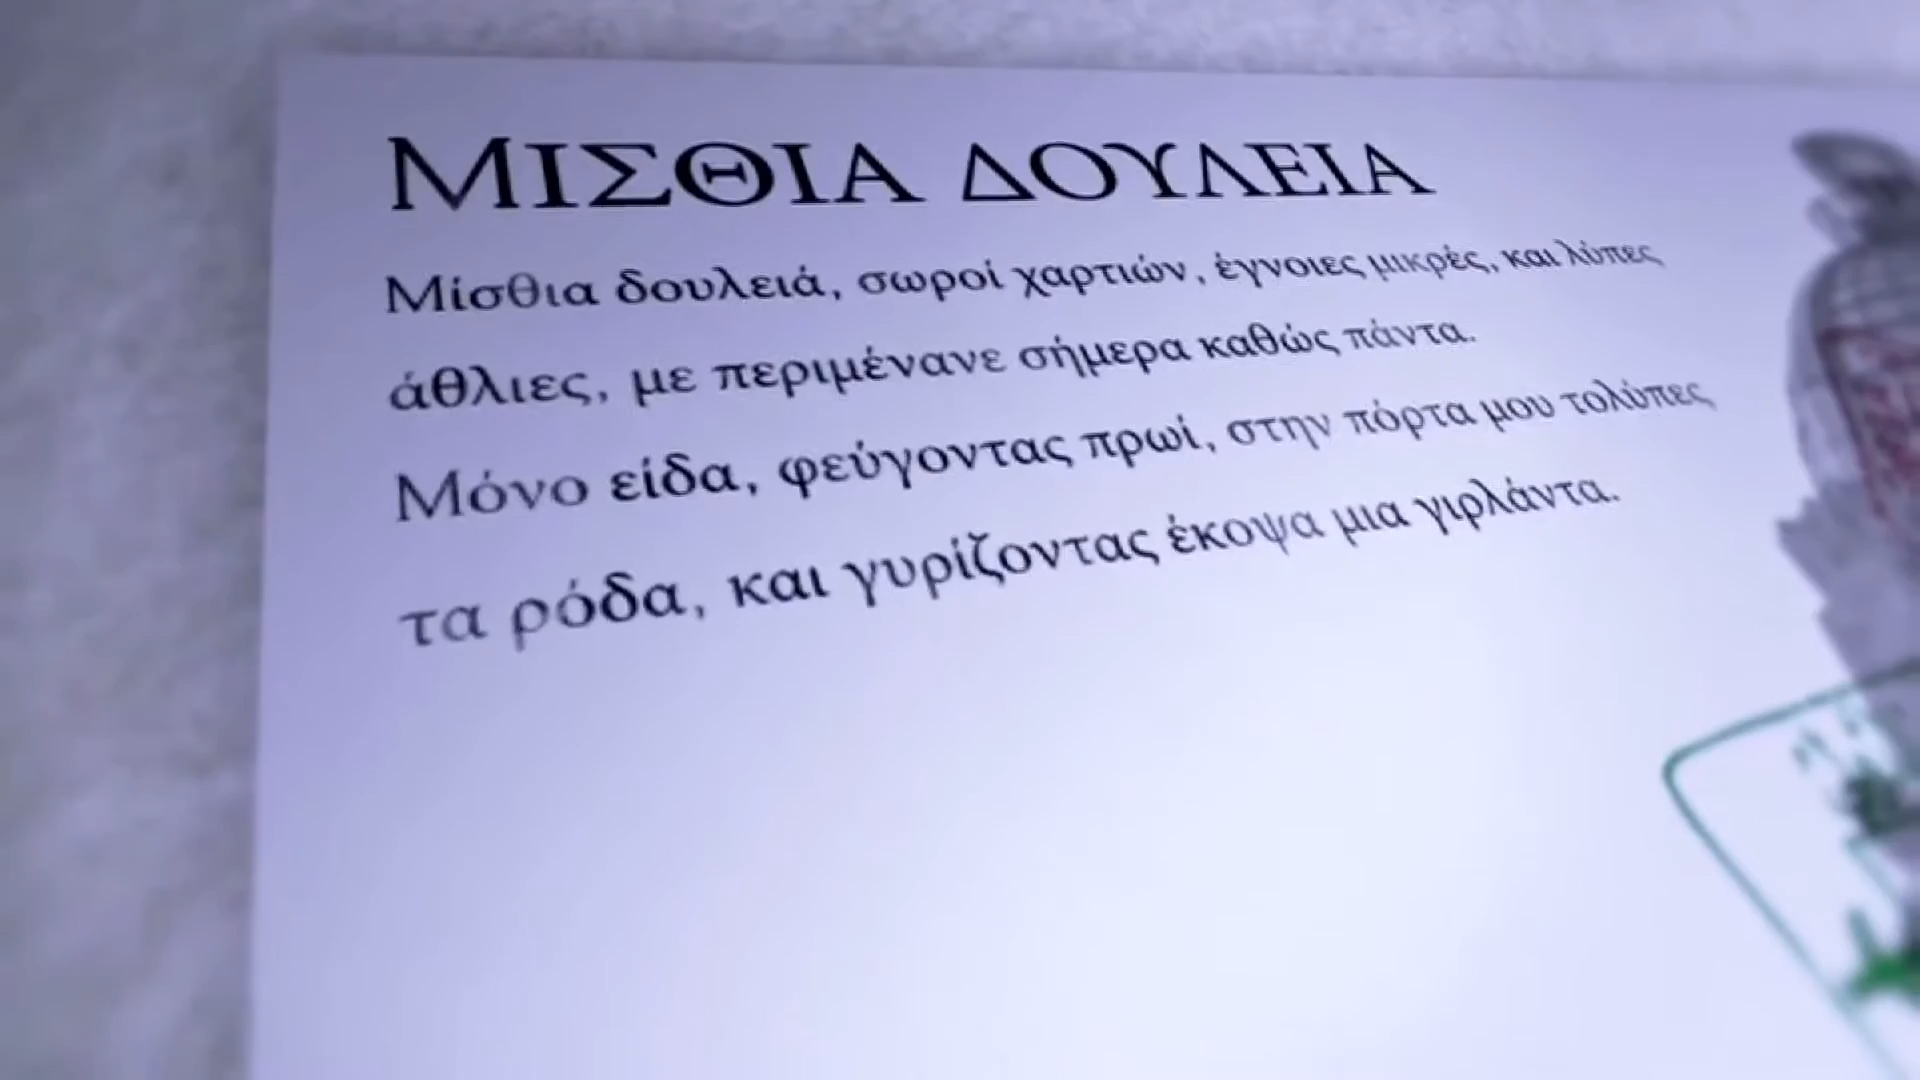 ΜΙΣΘΙΑ ΔΟΥΛΕΙΑ
Μίσθια δουλειά, σωροί χαρτιών, έγνοιες μικρές, και λύπες
άθλιες, με περιμένανε σήμερα καθώς πάντα.
Μόνο είδα, φεύγοντας πρωί, στην πόρτα μου τολύπες
τα ρόδα, και γυρίζοντας έκοψα μια γιρλάντα.